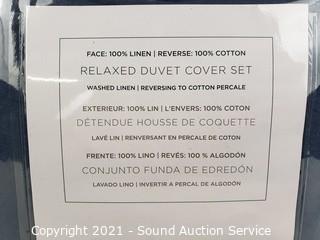 FACE: 100% LINEN | REVERSE: 100% COTTON
RELAXED DUVET COVER SET
WASHED LINEN | REVERSING TO COTTON PERCALE
EXTERIEUR: 100% LIN | L'ENVERS: 100% COTON
DÉTENDUE HOUSSE DE COQUETTE
LAVÉ LIN | RENVERSANT EN PERCALE DE COTON
FRENTE: 100% LINO | REVÉS: 100 % ALGODÓN
CONJUNTO FUNDA DE EDREDÓN
LAVADO LINO | INVERTIR A PERCAL DE ALGODÓN
Copyright 2021 - Sound Auction Service